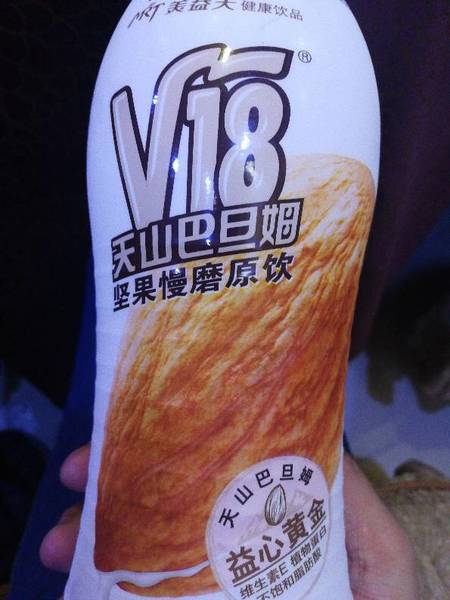 MRT 美益天 健康饮品
V18®
天山巴旦姆
坚果慢磨原饮
天山巴旦姆
益心黄金
维生素E 植物蛋白
不饱和脂肪酸